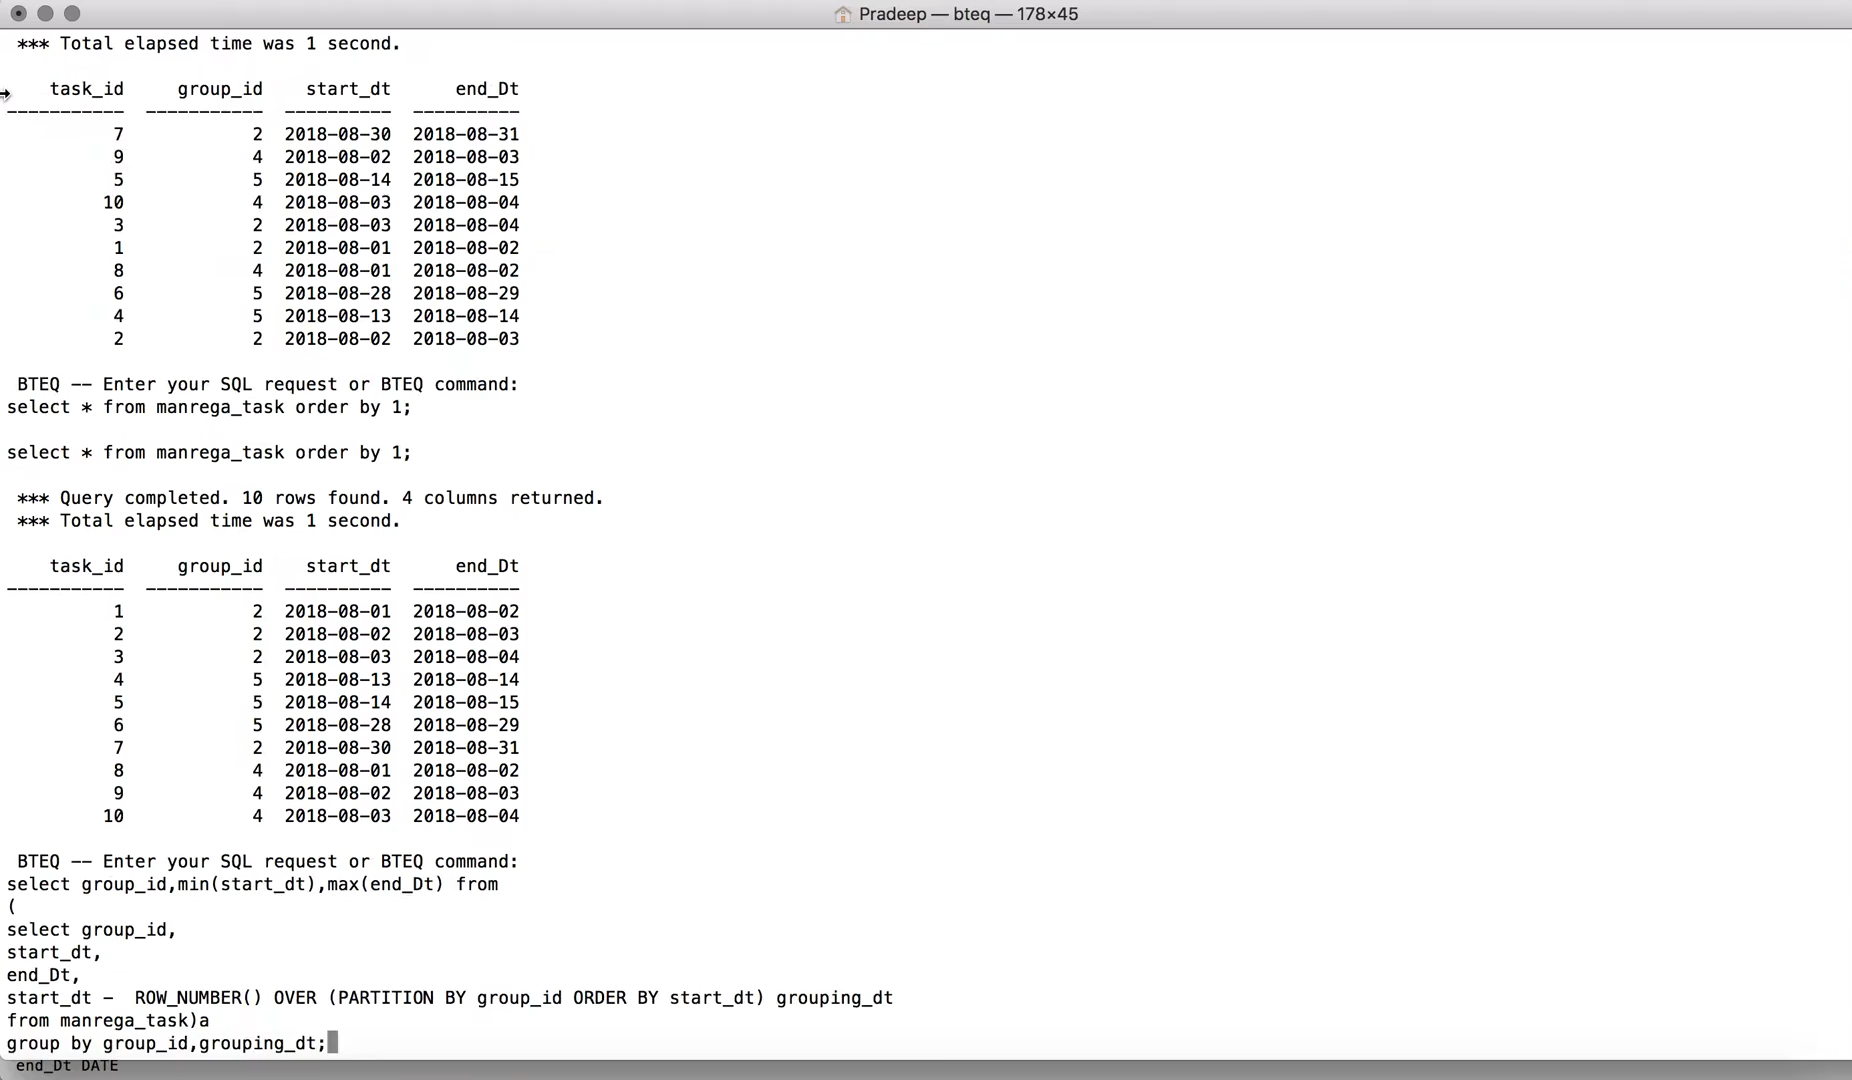 Pradeep — bteq — 178×45
*** Total elapsed time was 1 second.
task_id group_id start_dt end_Dt
----------- ----------- ---------- ----------
7 2 2018-08-30 2018-08-31
9 4 2018-08-02 2018-08-03
5 5 2018-08-14 2018-08-15
10 4 2018-08-03 2018-08-04
3 2 2018-08-03 2018-08-04
1 2 2018-08-01 2018-08-02
8 4 2018-08-01 2018-08-02
6 5 2018-08-28 2018-08-29
4 5 2018-08-13 2018-08-14
2 2 2018-08-02 2018-08-03
BTEQ -- Enter your SQL request or BTEQ command:
select * from manrega_task order by 1;
select * from manrega_task order by 1;
*** Query completed. 10 rows found. 4 columns returned.
*** Total elapsed time was 1 second.
task_id group_id start_dt end_Dt
----------- ----------- ---------- ----------
1 2 2018-08-01 2018-08-02
2 2 2018-08-02 2018-08-03
3 2 2018-08-03 2018-08-04
4 5 2018-08-13 2018-08-14
5 5 2018-08-14 2018-08-15
6 5 2018-08-28 2018-08-29
7 2 2018-08-30 2018-08-31
8 4 2018-08-01 2018-08-02
9 4 2018-08-02 2018-08-03
10 4 2018-08-03 2018-08-04
BTEQ -- Enter your SQL request or BTEQ command:
select group_id,min(start_dt),max(end_Dt) from
(
select group_id,
start_dt,
end_Dt,
start_dt -  ROW_NUMBER() OVER (PARTITION BY group_id ORDER BY start_dt) grouping_dt
from manrega_task)a
group by group_id,grouping_dt;
end_Dt DATE